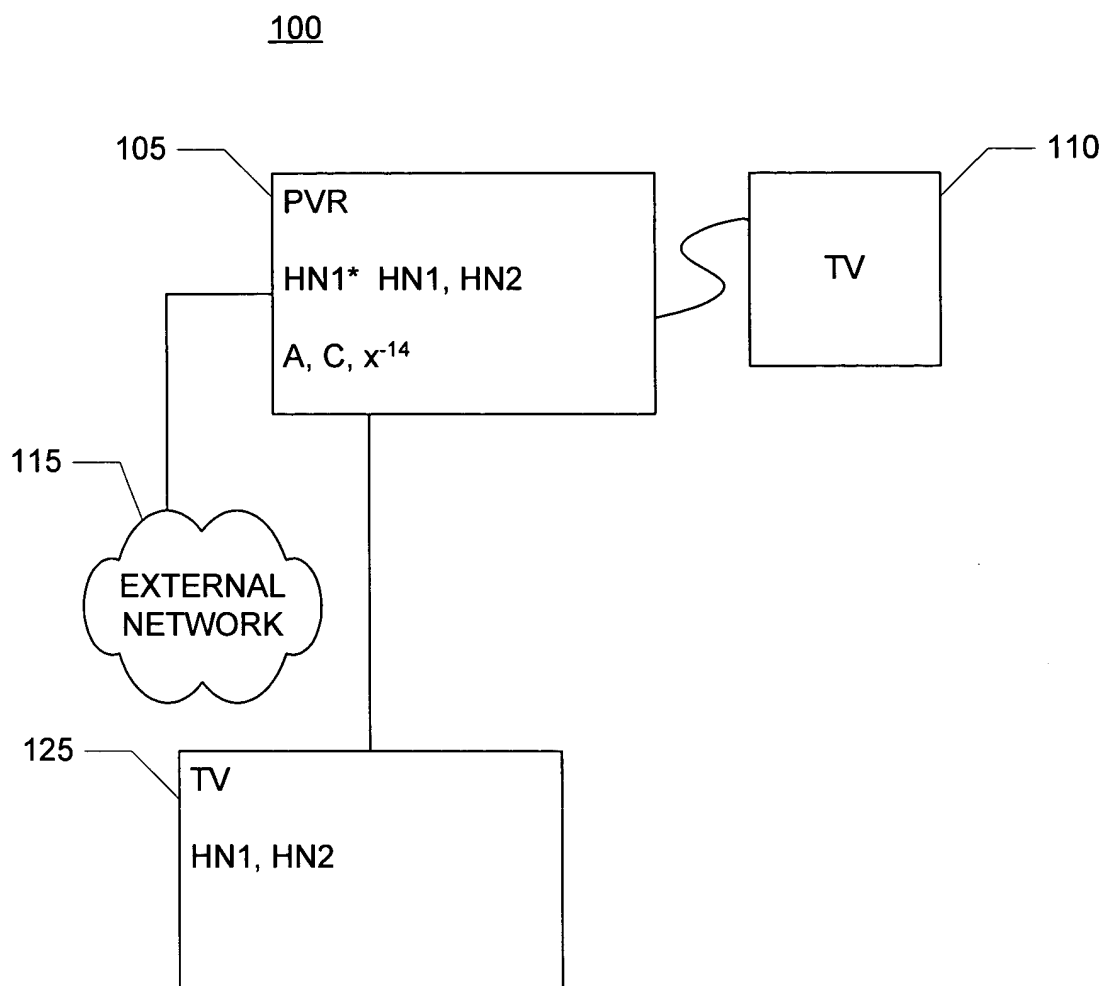 100
105
110
PVR
TV
HN1* HN1, HN2
A, C, x⁻¹⁴
115
EXTERNAL
NETWORK
125
TV
HN1, HN2